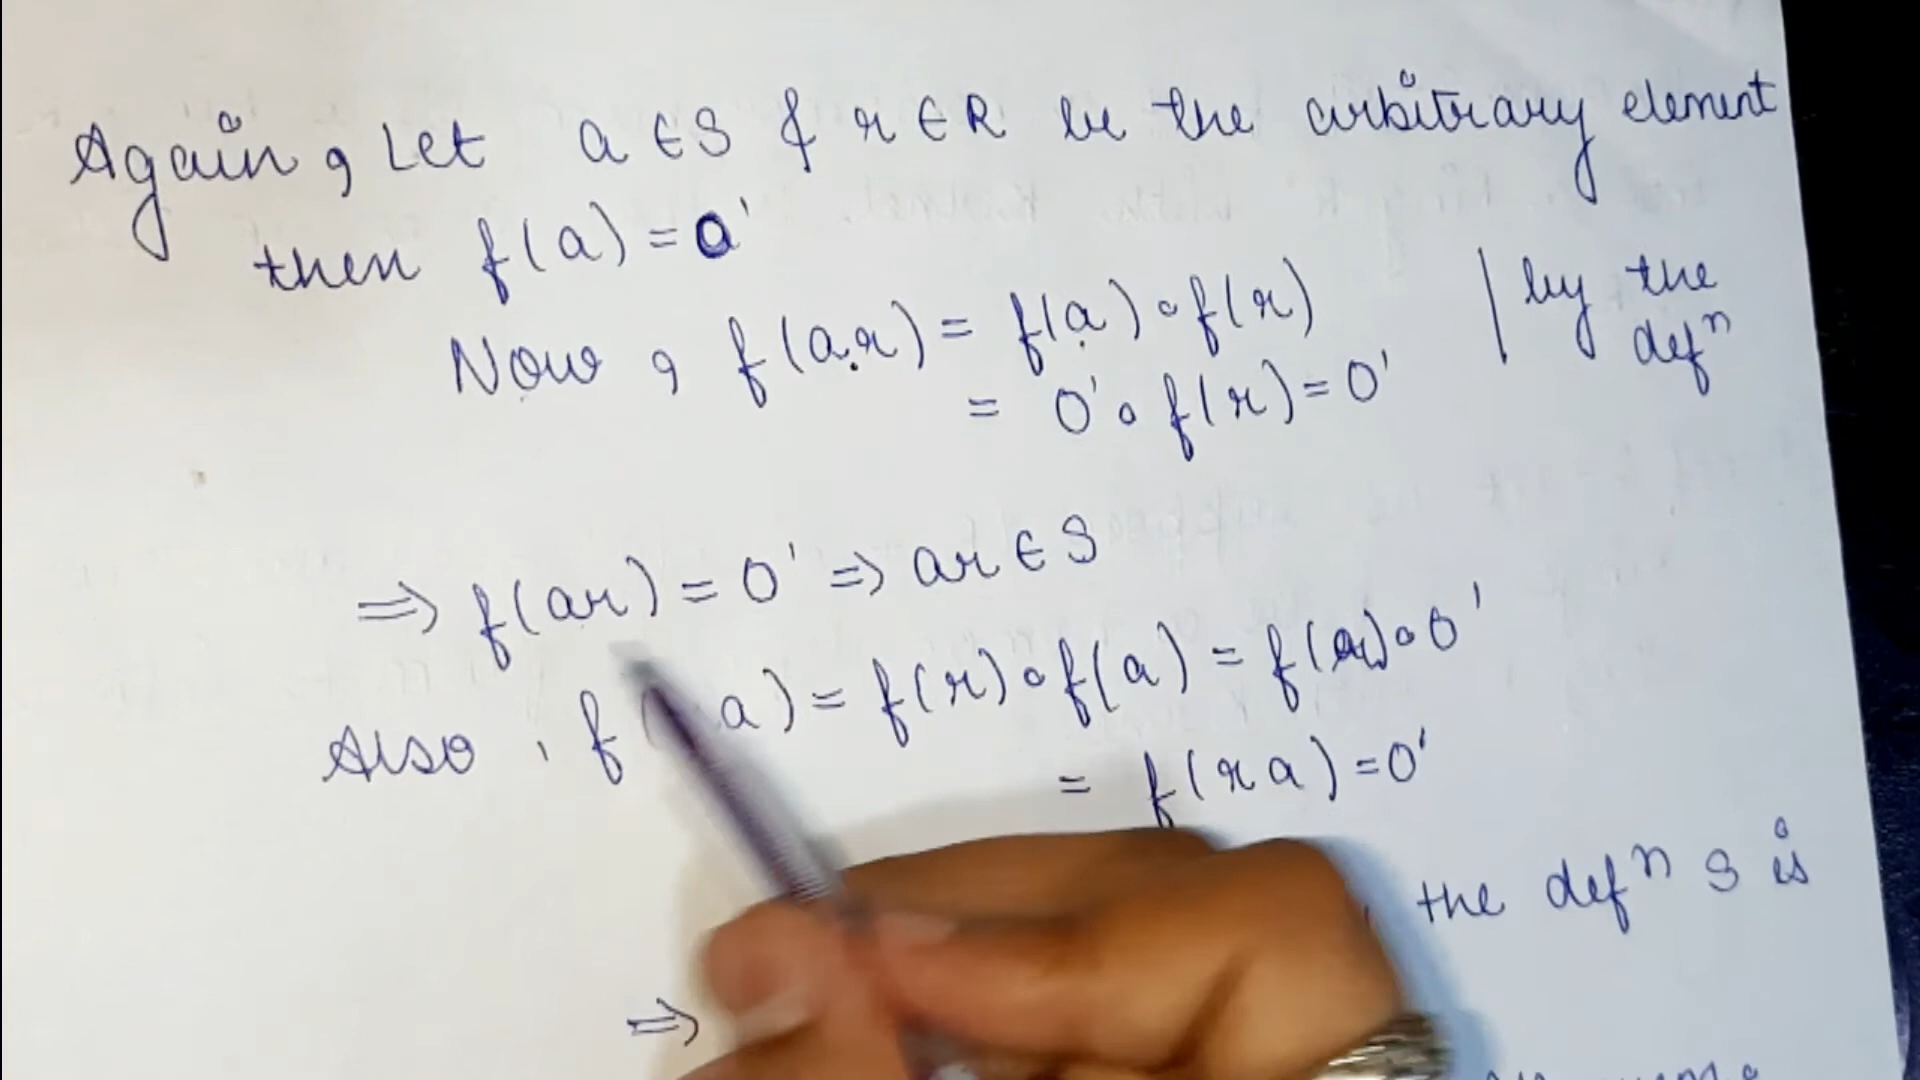 Again, Let a ∈ S & r ∈ R be the arbitrary element
then f(a) = 0'
Now, f(a.r) = f(a)∘f(r) | by the
defⁿ
= 0'∘f(r) = 0'
⇒ f(ar) = 0' ⇒ ar ∈ S
Also, f( a) = f(r)∘f(a) = f(r)∘0'
= f(ra) = 0'
the defⁿ S is
⇒